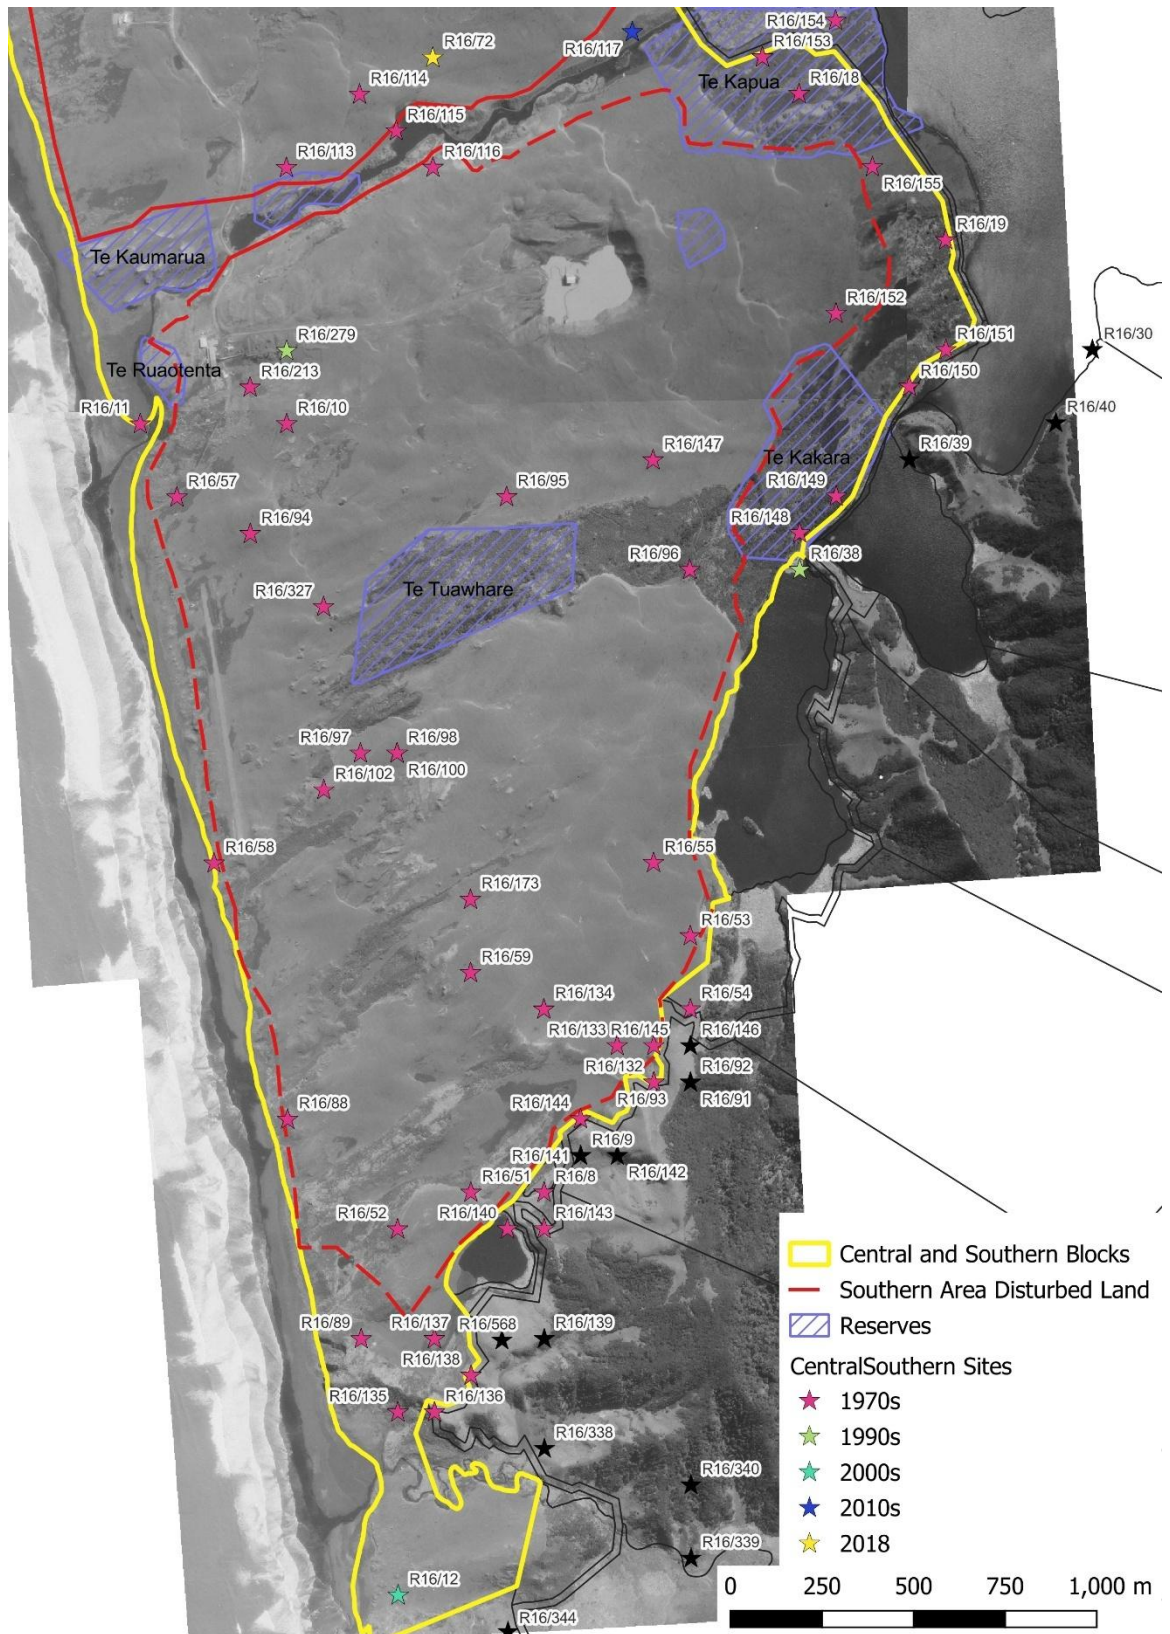 R16/154
R16/72
R16/117
R16/153
Te Kapua
R16/18
R16/114
R16/115
R16/113
R16/116
R16/155
R16/19
Te Kaumarua
R16/152
R16/279
R16/151
R16/30
Te Ruaotenta
R16/213
R16/150
R16/11
R16/10
R16/40
R16/147
R16/39
Te Kakara
R16/57
R16/95
R16/149
R16/94
R16/148
R16/96
R16/38
Te Tuawhare
R16/327
R16/97
R16/98
R16/102
R16/100
R16/58
R16/55
R16/173
R16/53
R16/59
R16/134
R16/54
R16/133
R16/145
R16/146
R16/132
R16/92
R16/93
R16/91
R16/88
R16/144
R16/9
R16/141
R16/142
R16/51
R16/8
R16/52
R16/140
R16/143
R16/89
R16/137
R16/568
R16/139
R16/138
R16/135
R16/136
R16/338
R16/340
R16/339
R16/12
R16/344
Central and Southern Blocks
Southern Area Disturbed Land
Reserves
CentralSouthern Sites
1970s
1990s
2000s
2010s
2018
0 250 500 750 1,000 m